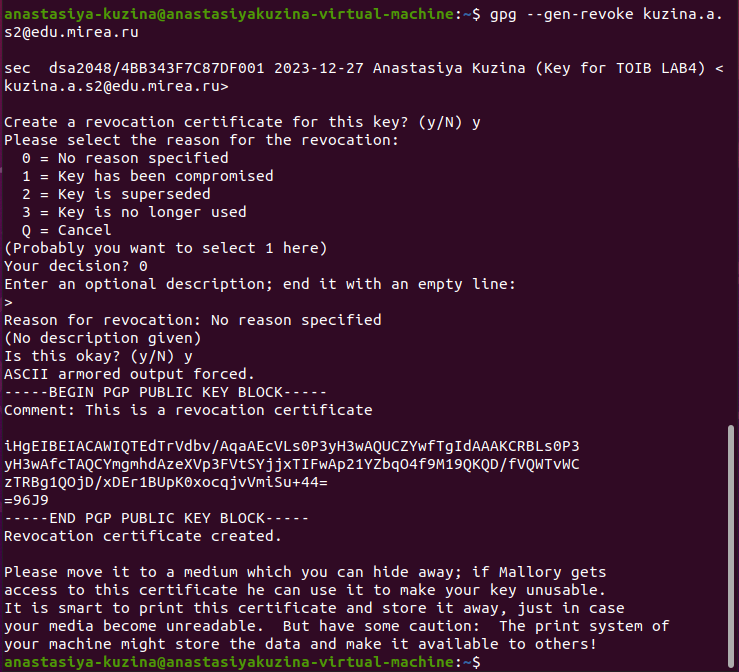 anastasiya-kuzina@anastasiyakuzina-virtual-machine:~$ gpg --gen-revoke kuzina.a.
s2@edu.mirea.ru
sec  dsa2048/4BB343F7C87DF001 2023-12-27 Anastasiya Kuzina (Key for TOIB LAB4) <
kuzina.a.s2@edu.mirea.ru>
Create a revocation certificate for this key? (y/N) y
Please select the reason for the revocation:
  0 = No reason specified
  1 = Key has been compromised
  2 = Key is superseded
  3 = Key is no longer used
  Q = Cancel
(Probably you want to select 1 here)
Your decision? 0
Enter an optional description; end it with an empty line:
>
Reason for revocation: No reason specified
(No description given)
Is this okay? (y/N) y
ASCII armored output forced.
-----BEGIN PGP PUBLIC KEY BLOCK-----
Comment: This is a revocation certificate
iHgEIBEIACAWIQTEdTrVdbv/AqaAEcVLs0P3yH3wAQUCZYwfTgIdAAAKCRBLs0P3
yH3wAfcTAQCYmgmhdAzeXVp3FVtSYjjxTIFwAp21YZbqO4f9M19QKQD/fVQWTvWC
zTRBg1QOjD/xDEr1BUpK0xocqjvVmiSu+44=
=96J9
-----END PGP PUBLIC KEY BLOCK-----
Revocation certificate created.
Please move it to a medium which you can hide away; if Mallory gets
access to this certificate he can use it to make your key unusable.
It is smart to print this certificate and store it away, just in case
your media become unreadable.  But have some caution:  The print system of
your machine might store the data and make it available to others!
anastasiya-kuzina@anastasiyakuzina-virtual-machine:~$